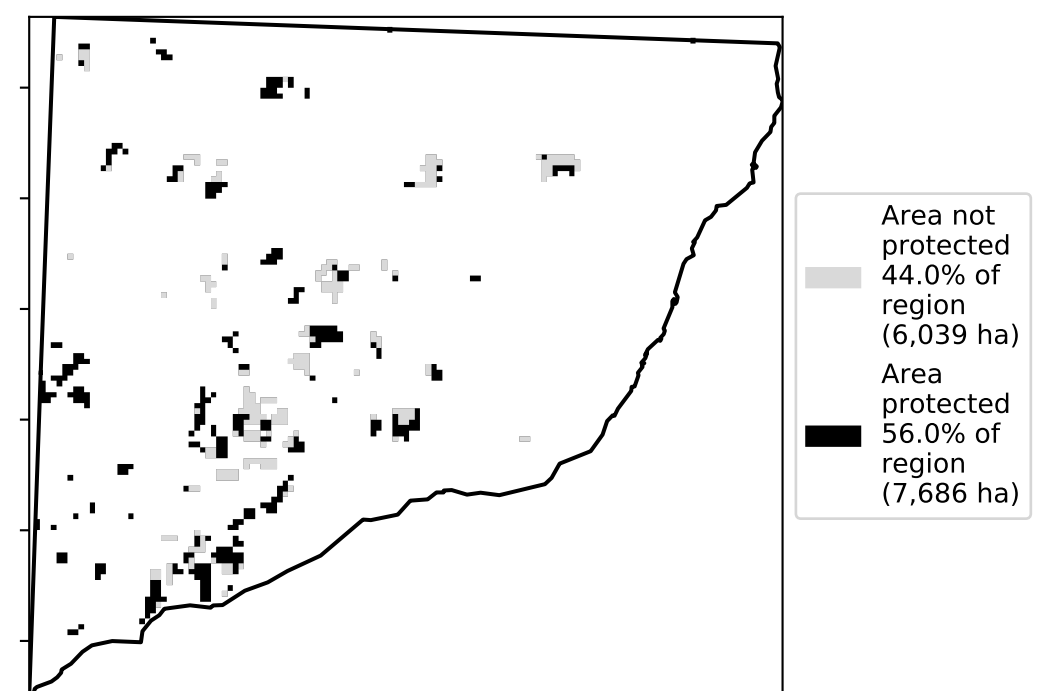 Area not
protected
44.0% of
region
(6,039 ha)
Area
protected
56.0% of
region
(7,686 ha)